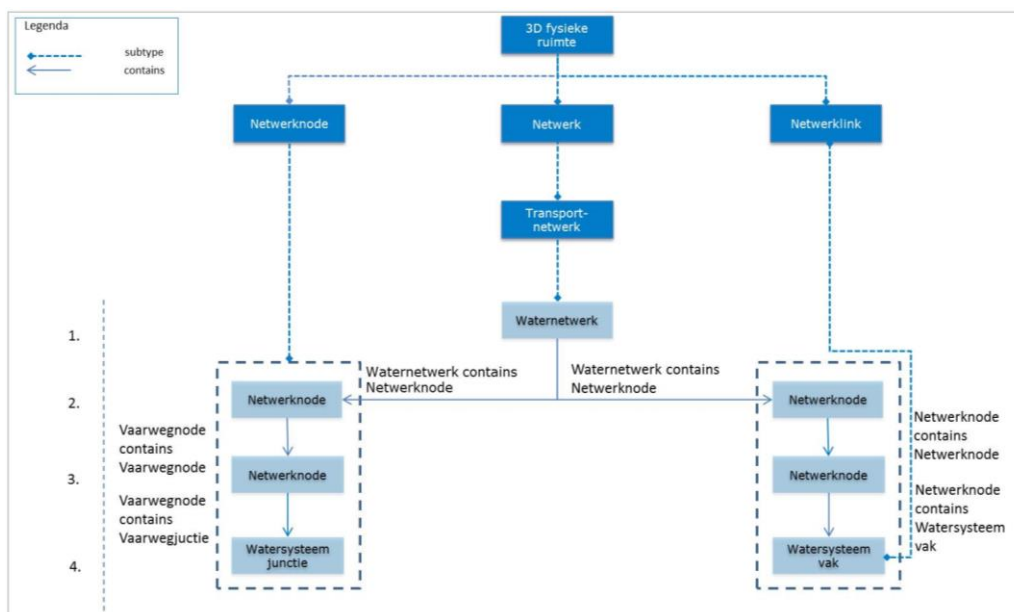 Legenda
subtype
contains
3D fysieke
ruimte
Netwerknode
Netwerk
Netwerklink
Transport-
netwerk
1.
Waternetwerk
Waternetwerk contains
Netwerknode
Waternetwerk contains
Netwerknode
2.
Netwerknode
Netwerknode
Vaarwegnode
contains
Vaarwegnode
Netwerknode
contains
Netwerknode
3.
Netwerknode
Netwerknode
Vaarwegnode
contains
Vaarwegjuctie
Netwerknode
contains
Watersysteem
vak
4.
Watersysteem
junctie
Watersysteem
vak